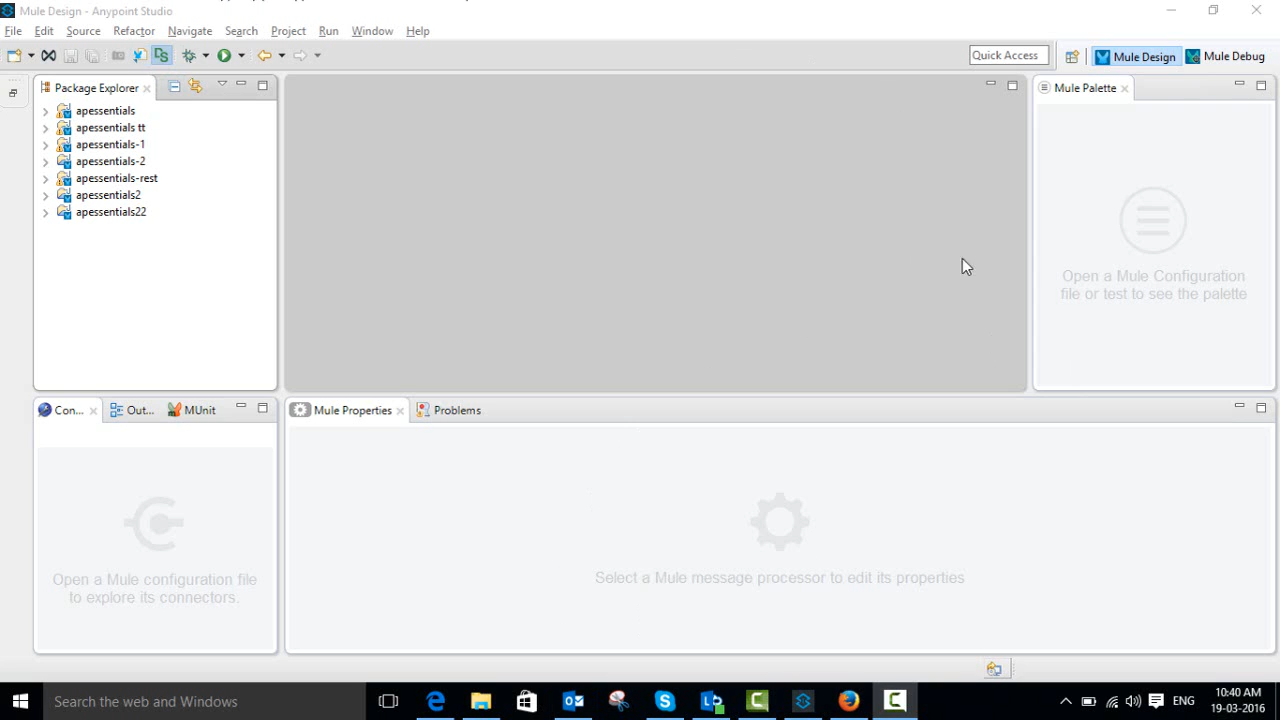 Mule Design - Anypoint Studio
File Edit Source Refactor Navigate Search Project Run Window Help
Quick Access Mule Design Mule Debug
Package Explorer
apessentials
apessentials tt
apessentials-1
apessentials-2
apessentials-rest
apessentials2
apessentials22
Mule Palette
Open a Mule Configuration
file or test to see the palette
Con... Out... MUnit
Open a Mule configuration file
to explore its connectors.
Mule Properties Problems
Select a Mule message processor to edit its properties
Search the web and Windows
ENG
10:40 AM
19-03-2016